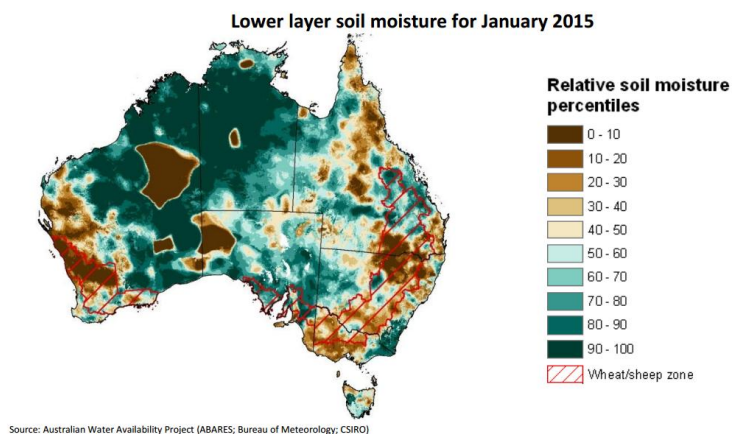 Lower layer soil moisture for January 2015
Relative soil moisture
percentiles
0 - 10
10 - 20
20 - 30
30 - 40
40 - 50
50 - 60
60 - 70
70 - 80
80 - 90
90 - 100
Wheat/sheep zone
Source: Australian Water Availability Project (ABARES; Bureau of Meteorology; CSIRO)